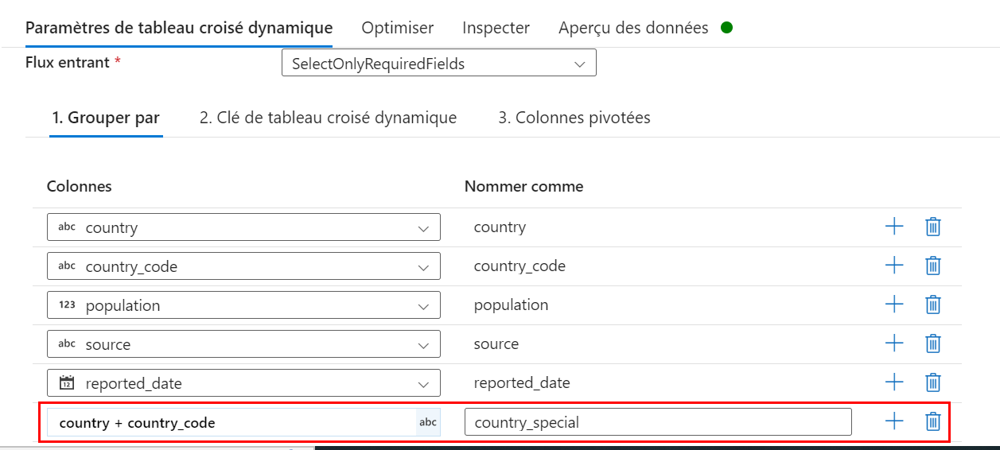 Paramètres de tableau croisé dynamique Optimiser Inspecter Aperçu des données
Flux entrant * SelectOnlyRequiredFields
1. Grouper par 2. Clé de tableau croisé dynamique 3. Colonnes pivotées
Colonnes Nommer comme
abc country country
abc country_code country_code
123 population population
abc source source
12 reported_date reported_date
country + country_code abc country_special